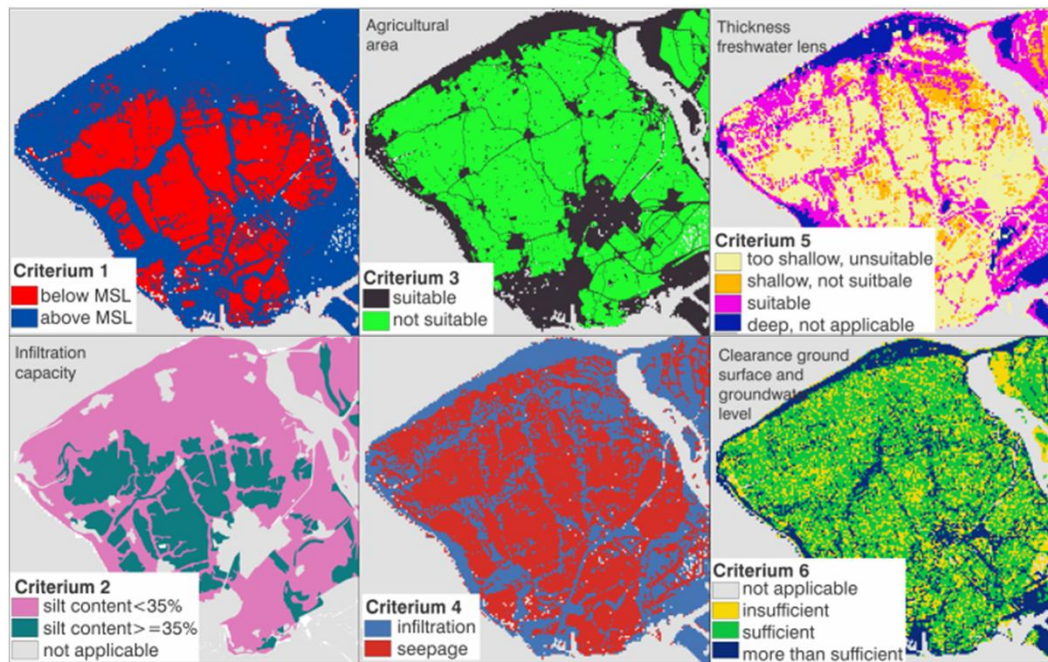 Criterium 1
below MSL
above MSL
Agricultural
area
Criterium 3
suitable
not suitable
Thickness
freshwater lens
Criterium 5
too shallow, unsuitable
shallow, not suitbale
suitable
deep, not applicable
Infiltration
capacity
Criterium 2
silt content<35%
silt content>=35%
not applicable
Criterium 4
infiltration
seepage
Clearance ground
surface and
groundwater
level
Criterium 6
not applicable
insufficient
sufficient
more than sufficient